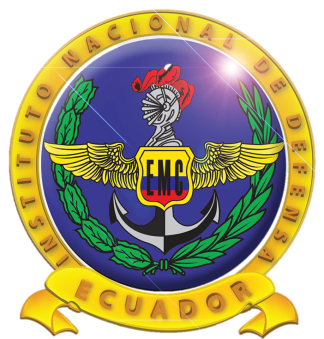 INSTITUTO NACIONAL DE DEFENSA
EMC
ECUADOR